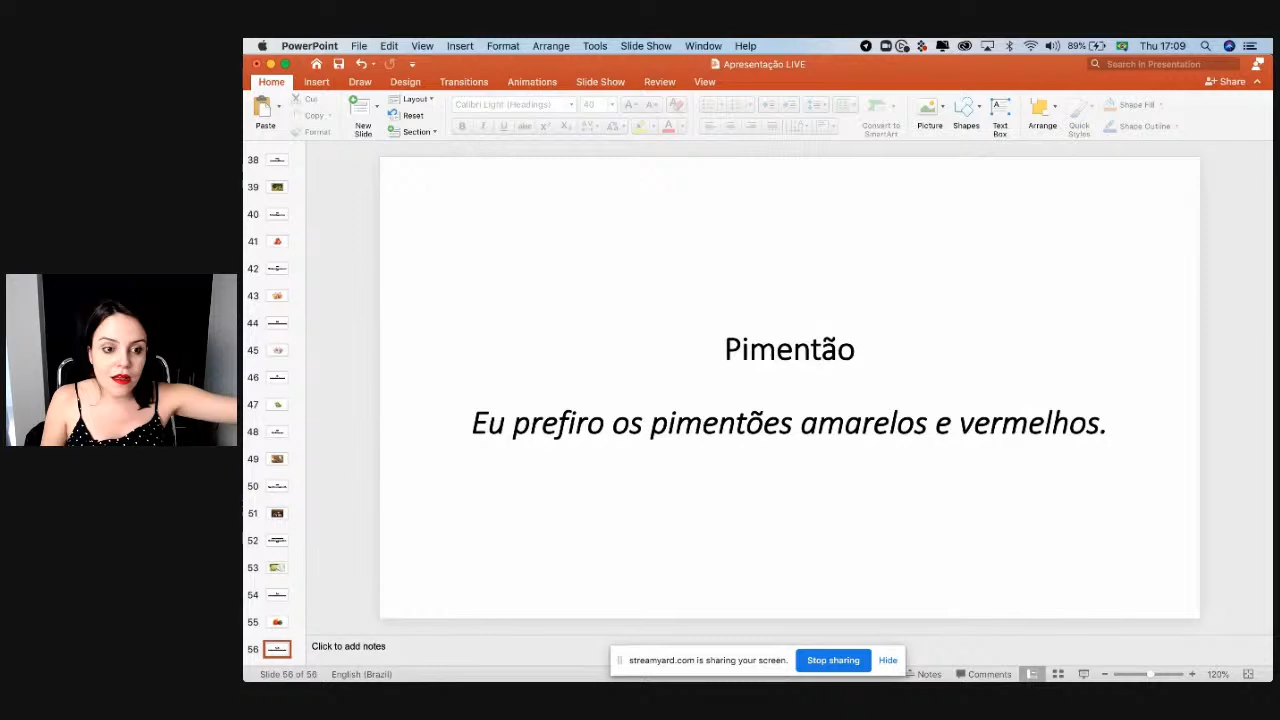 PowerPoint File Edit View Insert Format Arrange Tools Slide Show Window Help 89% Thu 17:09
Apresentação LIVE Search in Presentation
Home Insert Draw Design Transitions Animations Slide Show Review View Share
Paste Cut Copy Format
New Slide Layout Reset Section
Calibri Light (Headings) 40
Convert to SmartArt
Picture Shapes Text Box Arrange Quick Styles Shape Fill Shape Outline
38
39
40
41
42
43
44
45
46
47
48
49
50
51
52
53
54
55
56
Pimentão
Eu prefiro os pimentões amarelos e vermelhos.
Click to add notes
streamyard.com is sharing your screen. Stop sharing Hide
Slide 56 of 56 English (Brazil) Notes Comments 120%